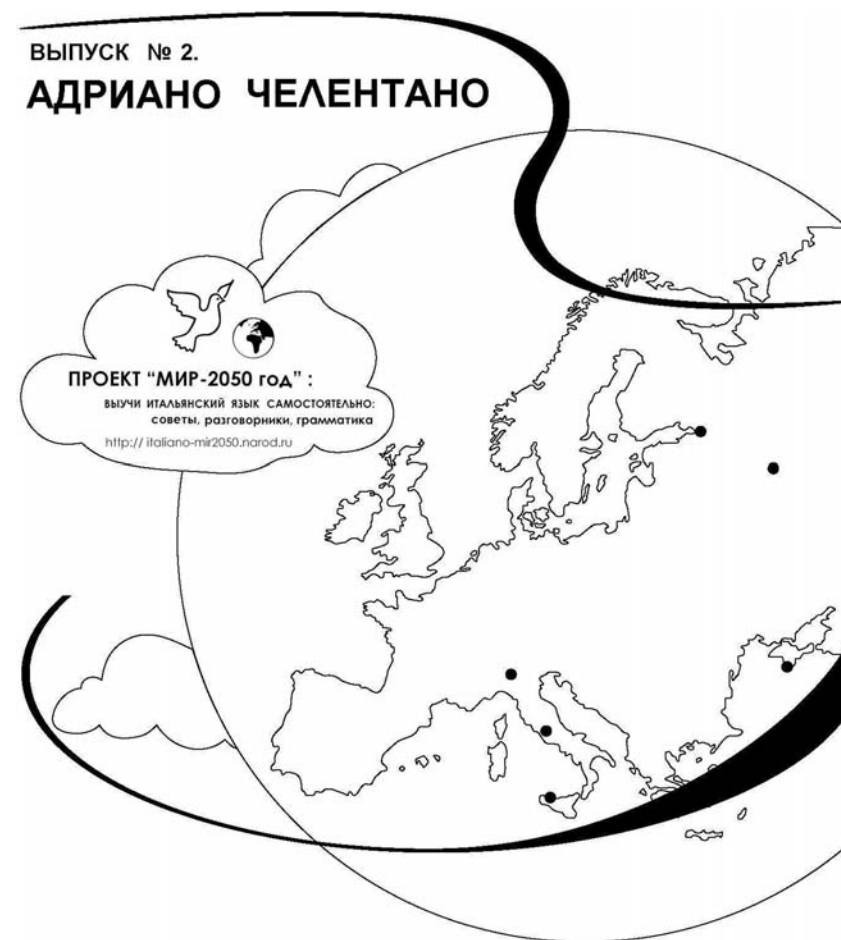 ВЫПУСК № 2.
АДРИАНО ЧЕЛЕНТАНО
ПРОЕКТ “МИР-2050 год” :
ВЫУЧИ ИТАЛЬЯНСКИЙ ЯЗЫК САМОСТОЯТЕЛЬНО:
советы, разговорники, грамматика
http:// italiano-mir2050.narod.ru